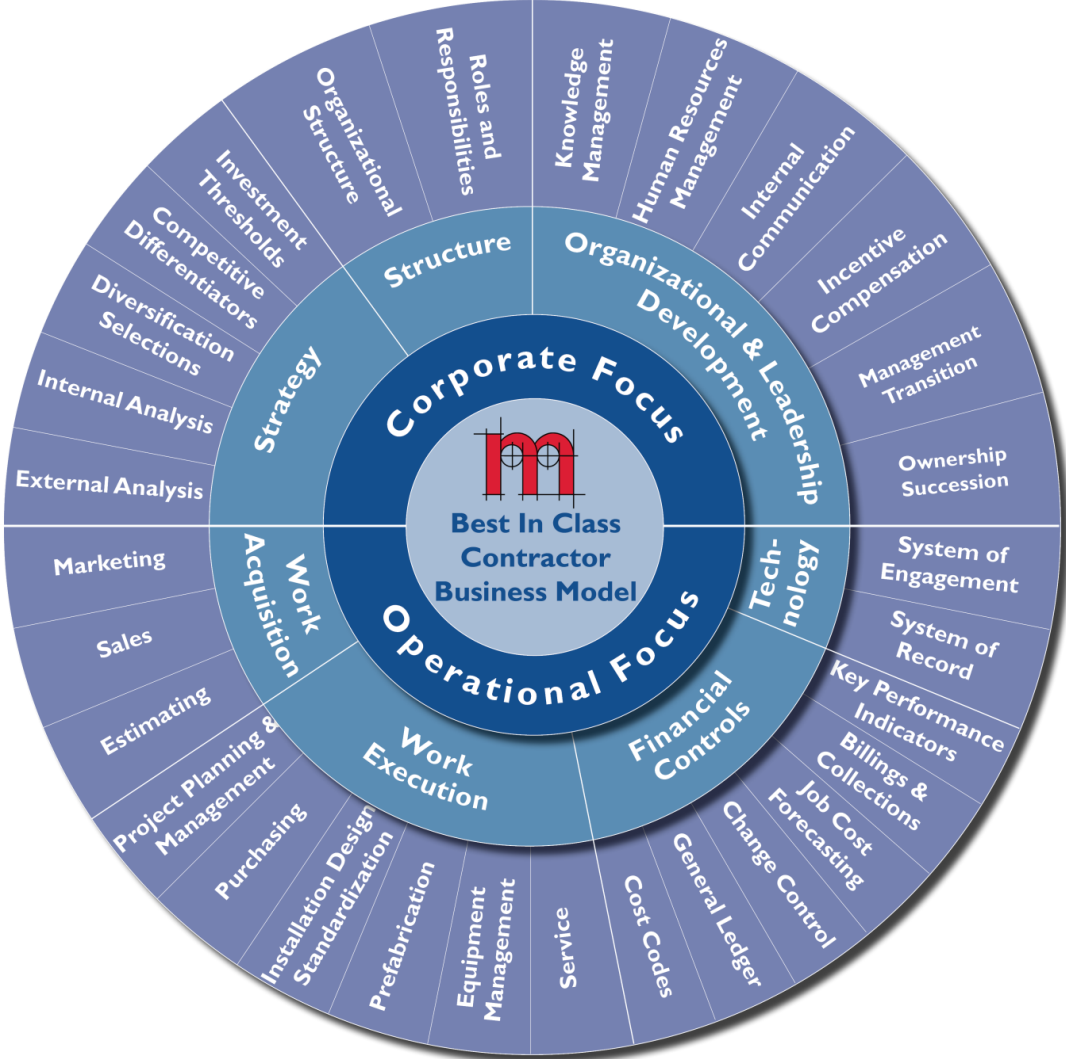 m
Best In Class
Contractor
Business Model
Corporate Focus
Operational Focus
Structure
Organizational & Leadership
Development
Tech-
nology
Financial
Controls
Work
Execution
Work
Acquisition
Strategy
Organizational
Structure
Roles and
Responsibilities
Knowledge
Management
Human Resources
Management
Internal
Communication
Incentive
Compensation
Management
Transition
Ownership
Succession
System of
Engagement
System of
Record
Key Performance
Indicators
Billings &
Collections
Job Cost
Forecasting
Change Control
General Ledger
Cost Codes
Service
Equipment
Management
Prefabrication
Installation Design
Standardization
Purchasing
Project Planning &
Management
Estimating
Sales
Marketing
External Analysis
Internal Analysis
Diversification
Selections
Competitive
Differentiators
Investment
Thresholds